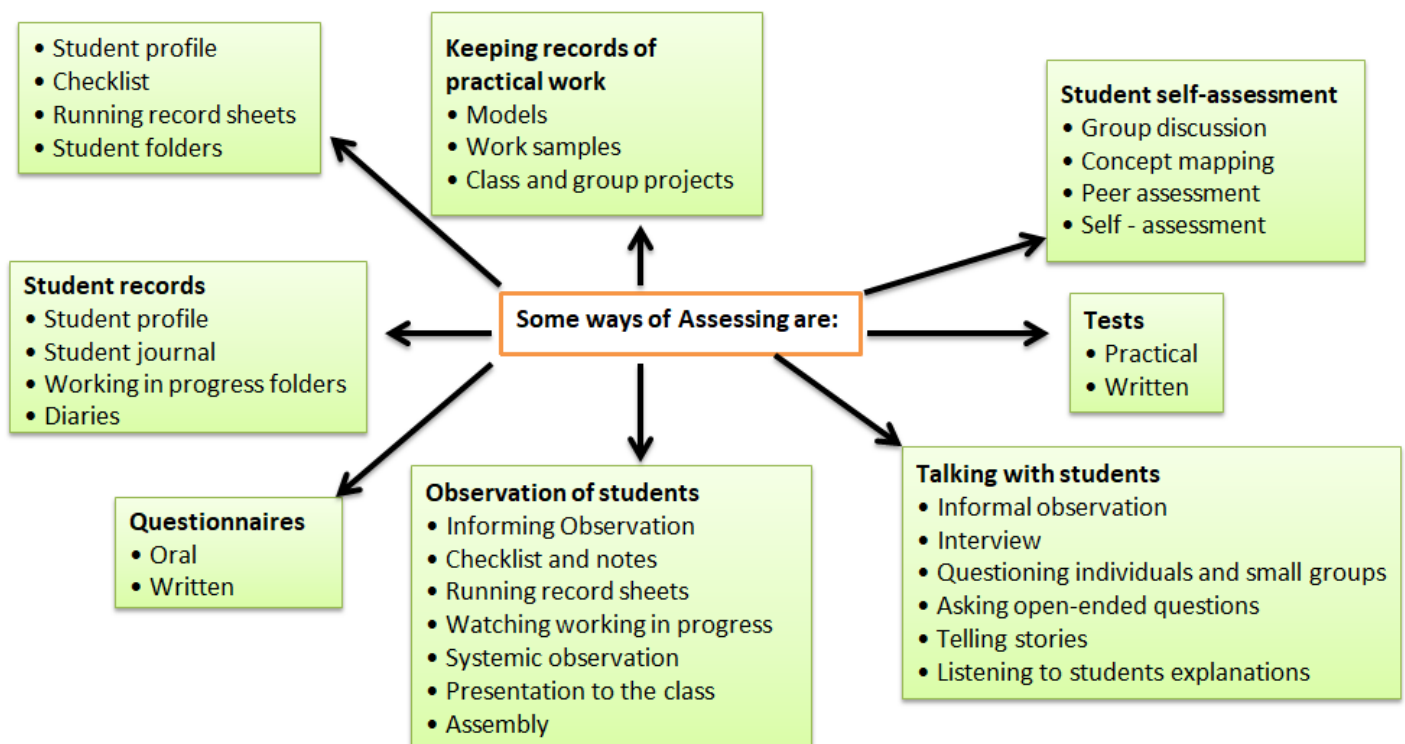 • Student profile
• Checklist
• Running record sheets
• Student folders
Keeping records of
practical work
• Models
• Work samples
• Class and group projects
Student self-assessment
• Group discussion
• Concept mapping
• Peer assessment
• Self - assessment
Student records
• Student profile
• Student journal
• Working in progress folders
• Diaries
Some ways of Assessing are:
Tests
• Practical
• Written
Questionnaires
• Oral
• Written
Observation of students
• Informing Observation
• Checklist and notes
• Running record sheets
• Watching working in progress
• Systemic observation
• Presentation to the class
• Assembly
Talking with students
• Informal observation
• Interview
• Questioning individuals and small groups
• Asking open-ended questions
• Telling stories
• Listening to students explanations